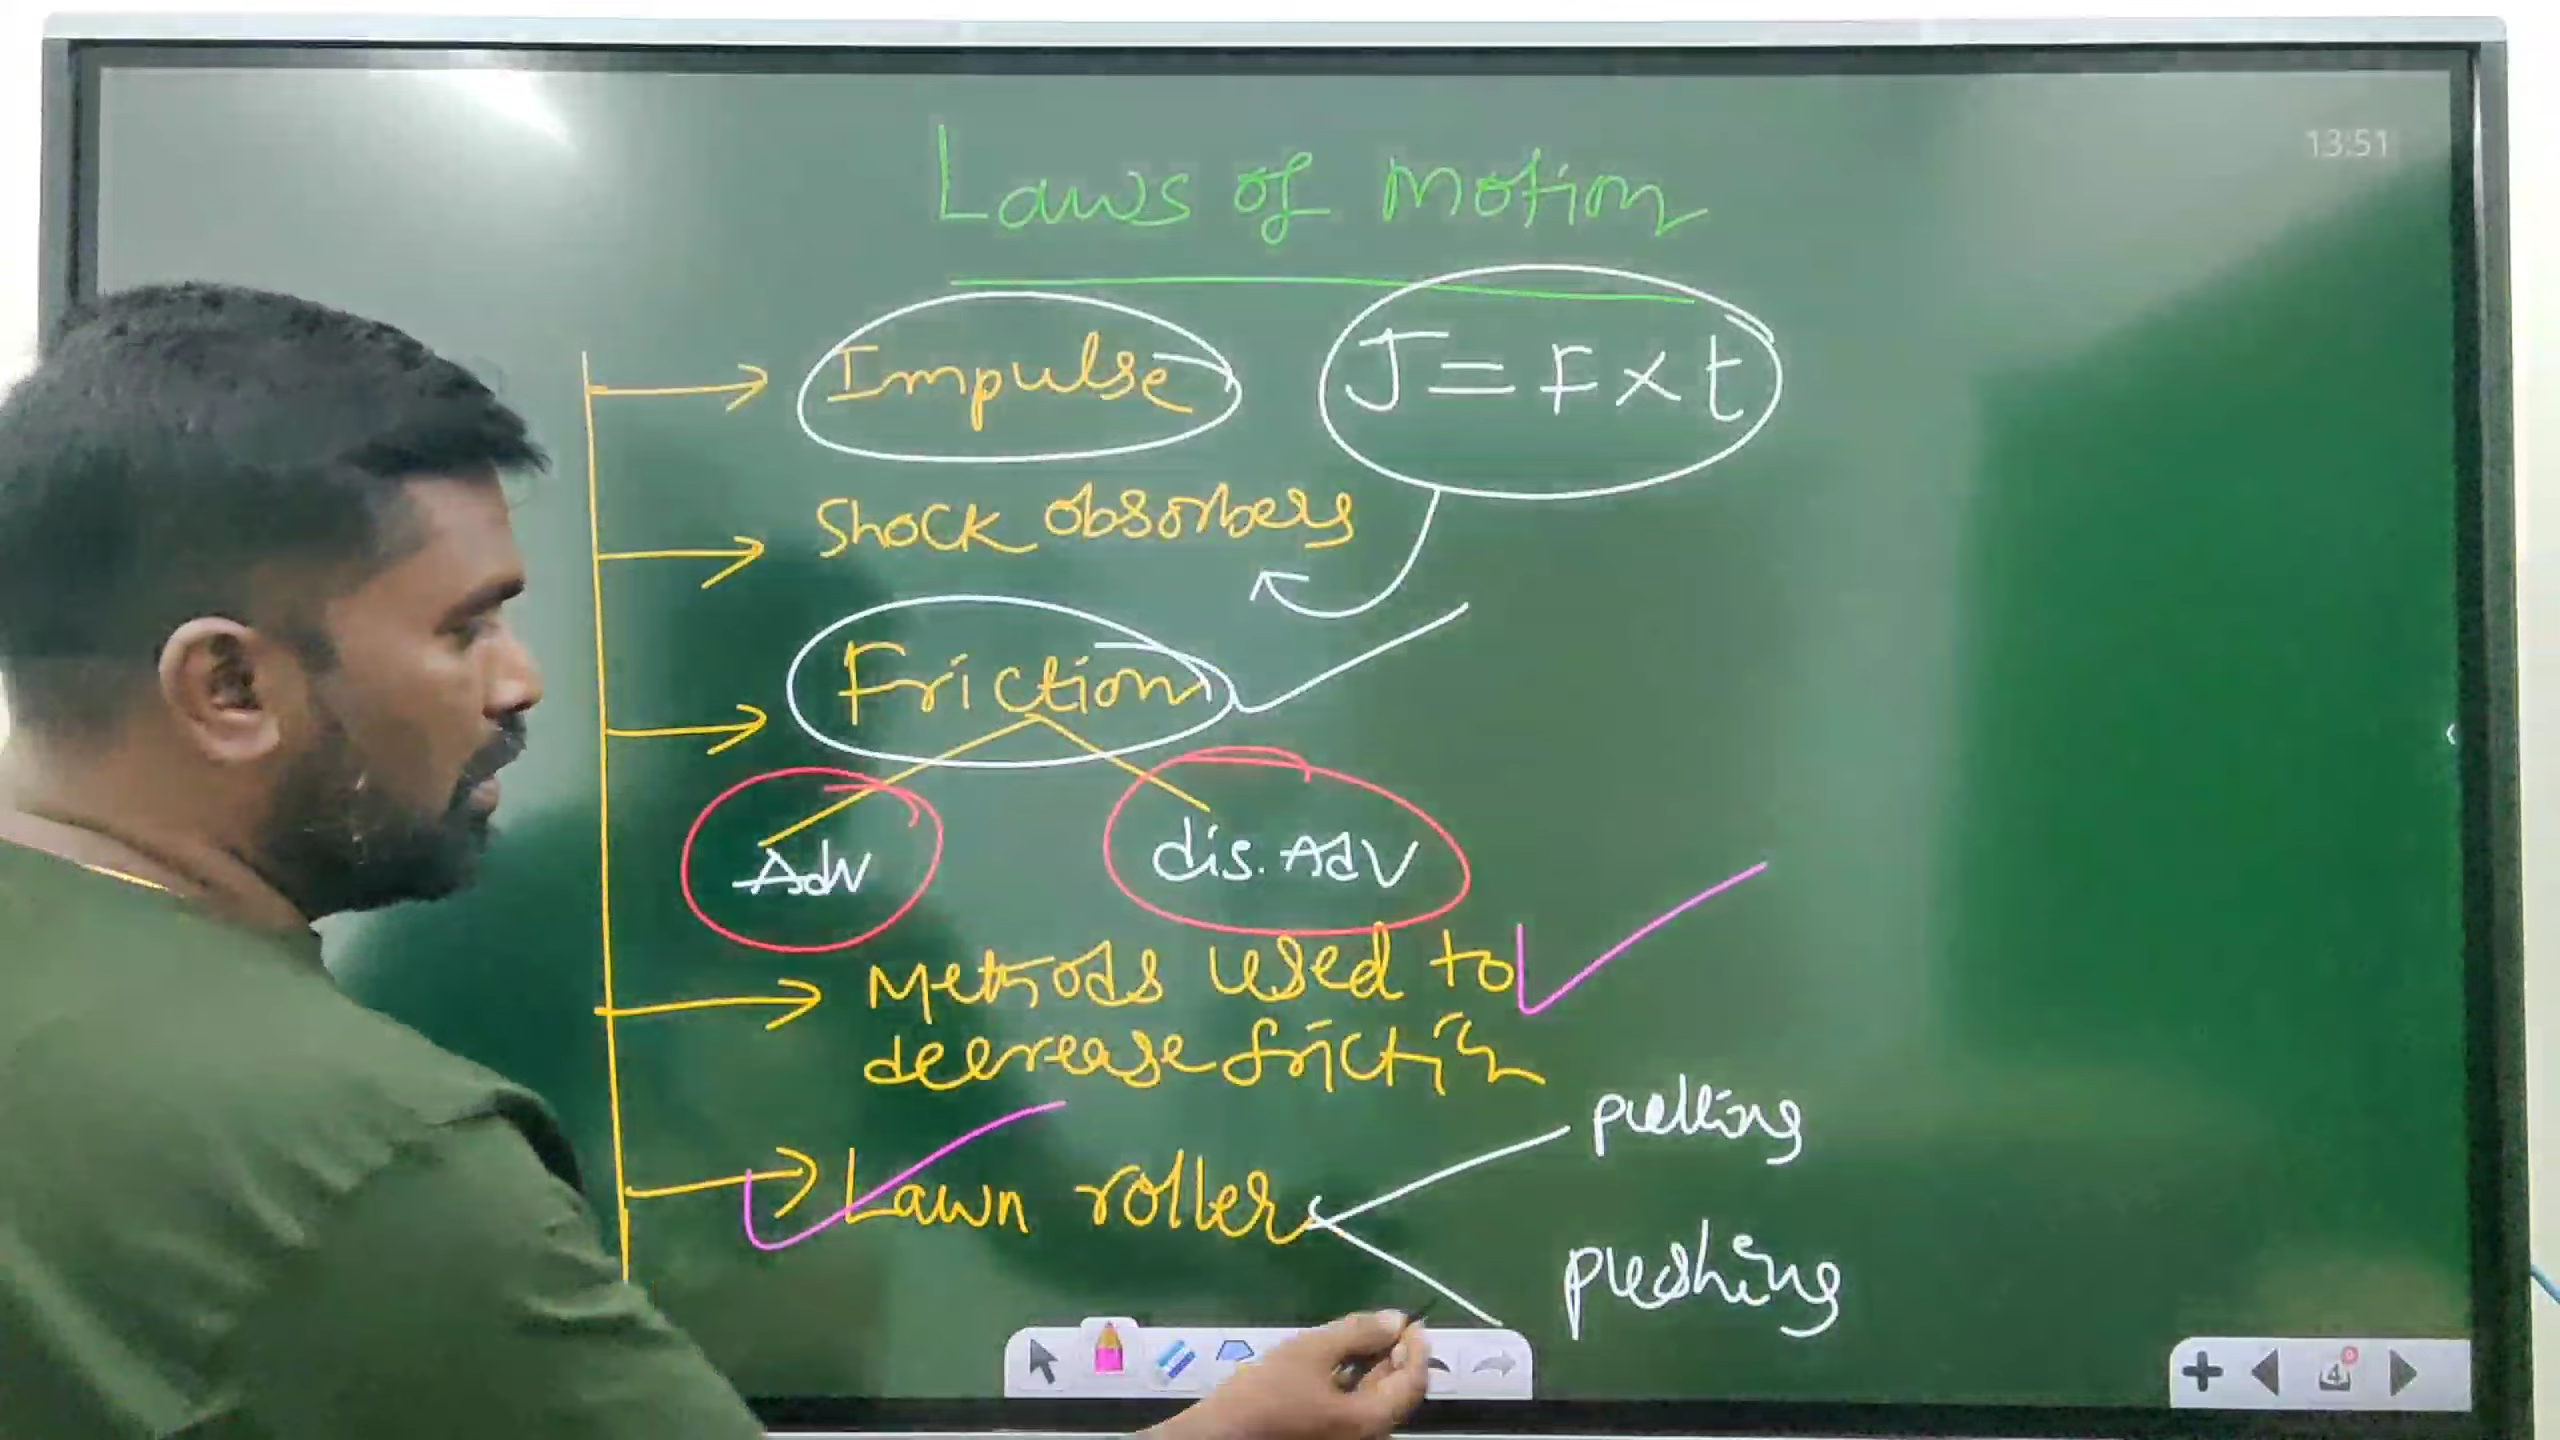 13:51
Laws of motion
Impulse J = F x t
Shock obsorbers
Friction
Adv dis. Adv
Methods used to
decrease friction
pulling
Lawn roller
pushing
4